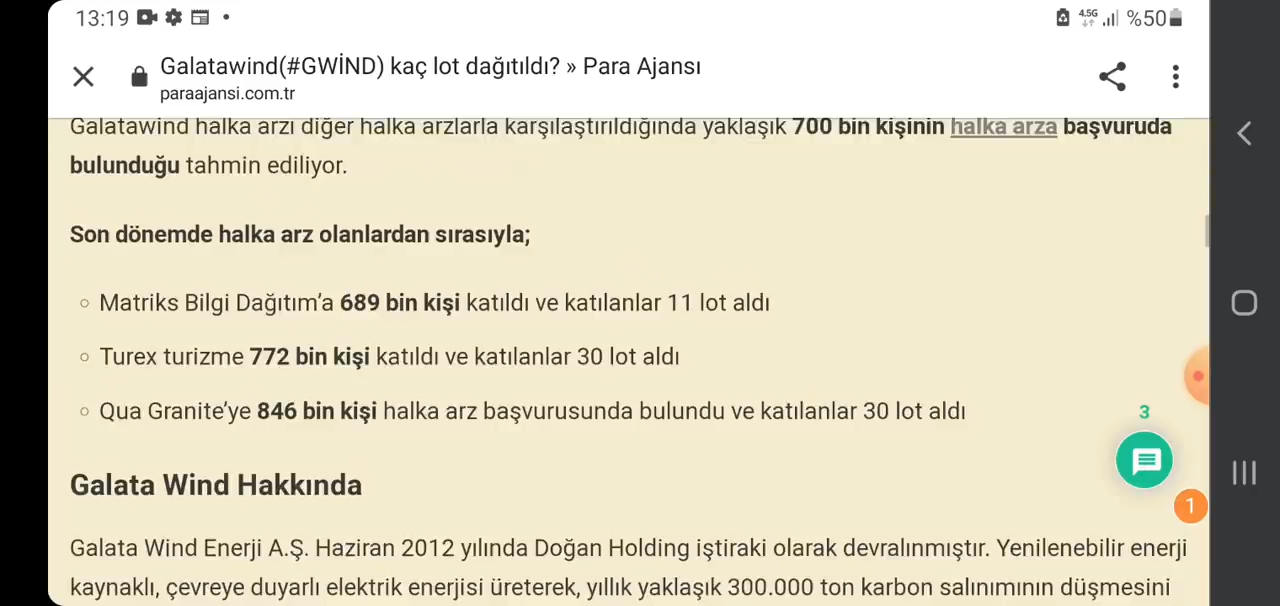 13:19
4.5G
%50
Galatawind(#GWİND) kaç lot dağıtıldı? » Para Ajansı
paraajansi.com.tr
Galatawind halka arzı diğer halka arzlarla karşılaştırıldığında yaklaşık 700 bin kişinin halka arza başvuruda
bulunduğu tahmin ediliyor.
Son dönemde halka arz olanlardan sırasıyla;
Matriks Bilgi Dağıtım’a 689 bin kişi katıldı ve katılanlar 11 lot aldı
Turex turizme 772 bin kişi katıldı ve katılanlar 30 lot aldı
Qua Granite’ye 846 bin kişi halka arz başvurusunda bulundu ve katılanlar 30 lot aldı
3
Galata Wind Hakkında
1
Galata Wind Enerji A.Ş. Haziran 2012 yılında Doğan Holding iştiraki olarak devralınmıştır. Yenilenebilir enerji
kaynaklı, çevreye duyarlı elektrik enerjisi üreterek, yıllık yaklaşık 300.000 ton karbon salınımının düşmesini